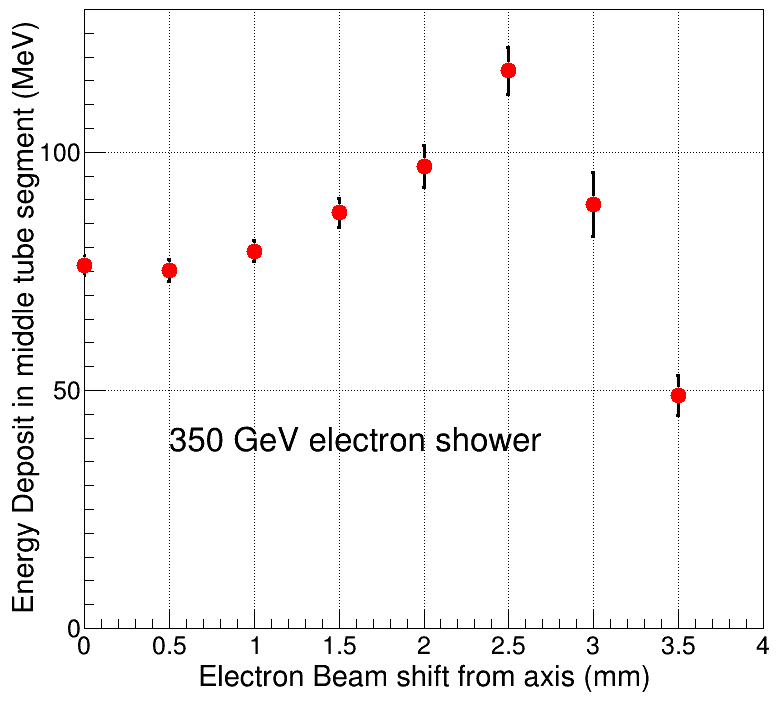 Energy Deposit in middle tube segment (MeV)
100
50
0
350 GeV electron shower
0 0.5 1 1.5 2 2.5 3 3.5 4
Electron Beam shift from axis (mm)